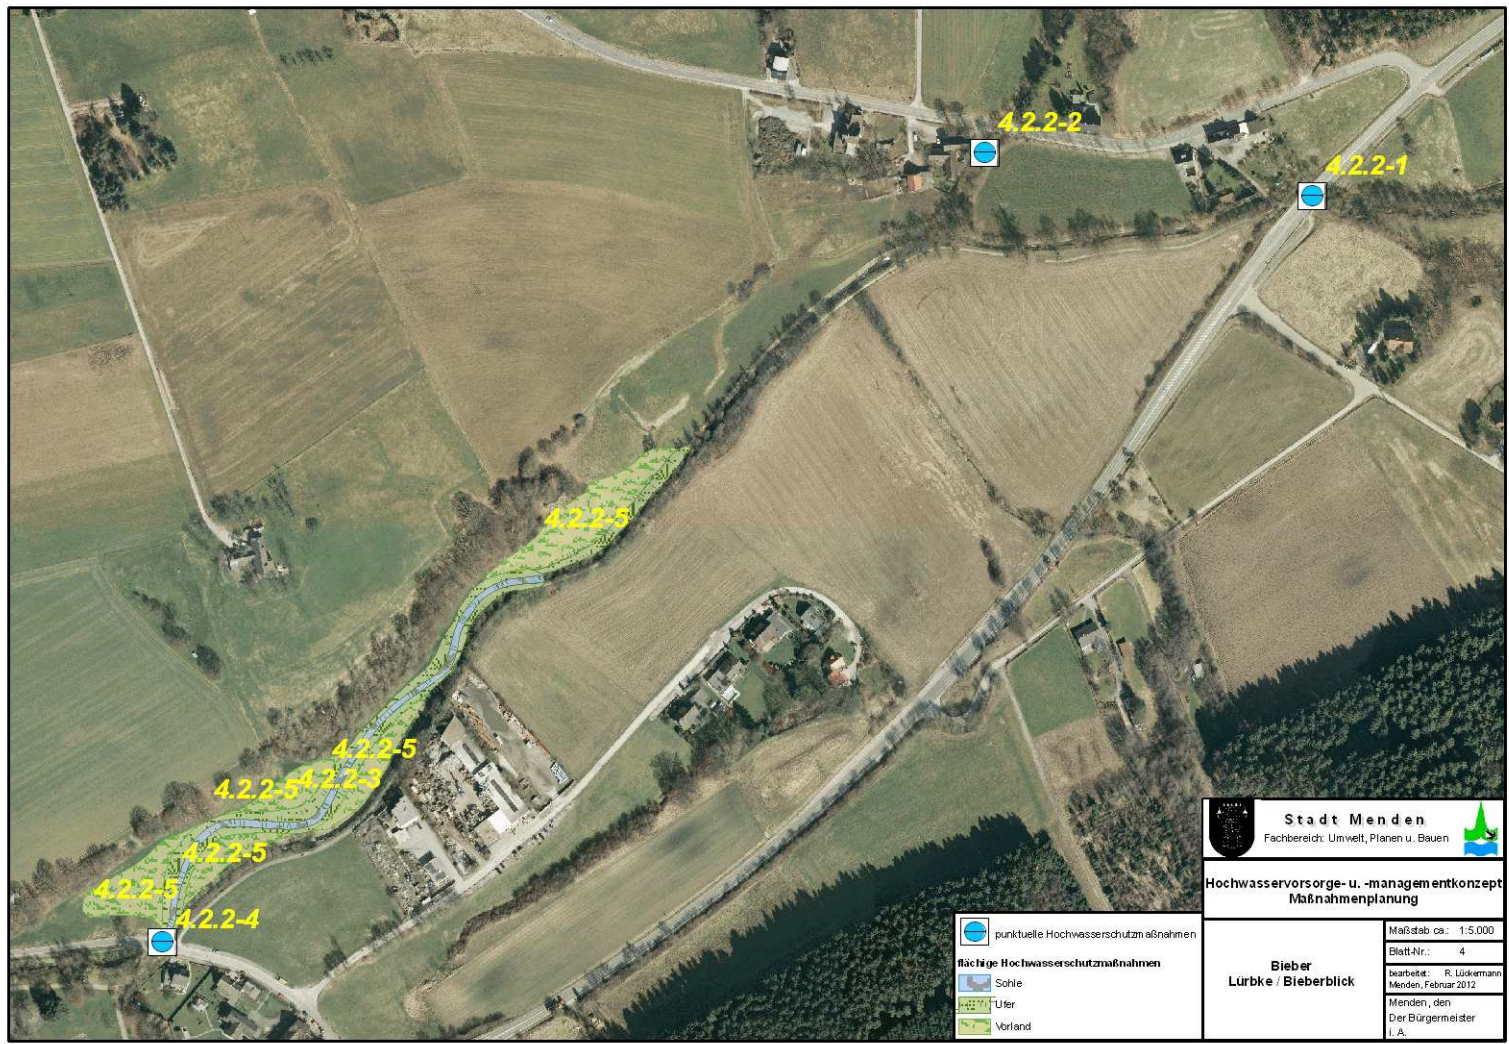 4.2.2-2
4.2.2-1
4.2.2-5
4.2.2-5
4.2.2-3
4.2.2-5
4.2.2-5
4.2.2-5
4.2.2-4
punktuelle Hochwasserschutzmaßnahmen
flächige Hochwasserschutzmaßnahmen
Sohle
Ufer
Vorland
Stadt Menden
Fachbereich: Umwelt, Planen u. Bauen
Hochwasservorsorge- u. -managementkonzept
Maßnahmenplanung
Bieber
Lürbke / Bieberblick
Maßstab ca.: 1:5.000
Blatt-Nr.: 4
bearbeitet: R. Lückermann
Menden, Februar 2012
Menden, den
Der Bürgermeister
i. A.